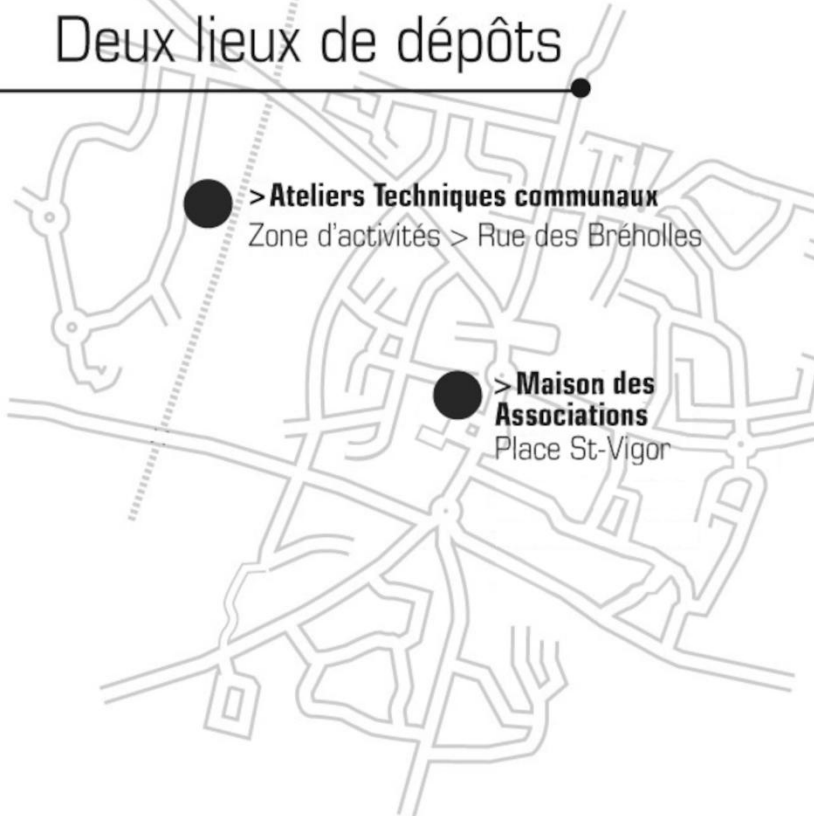 Deux lieux de dépôts
>Ateliers Techniques communaux
Zone d'activités > Rue des Bréholles
>Maison des
Associations
Place St-Vigor